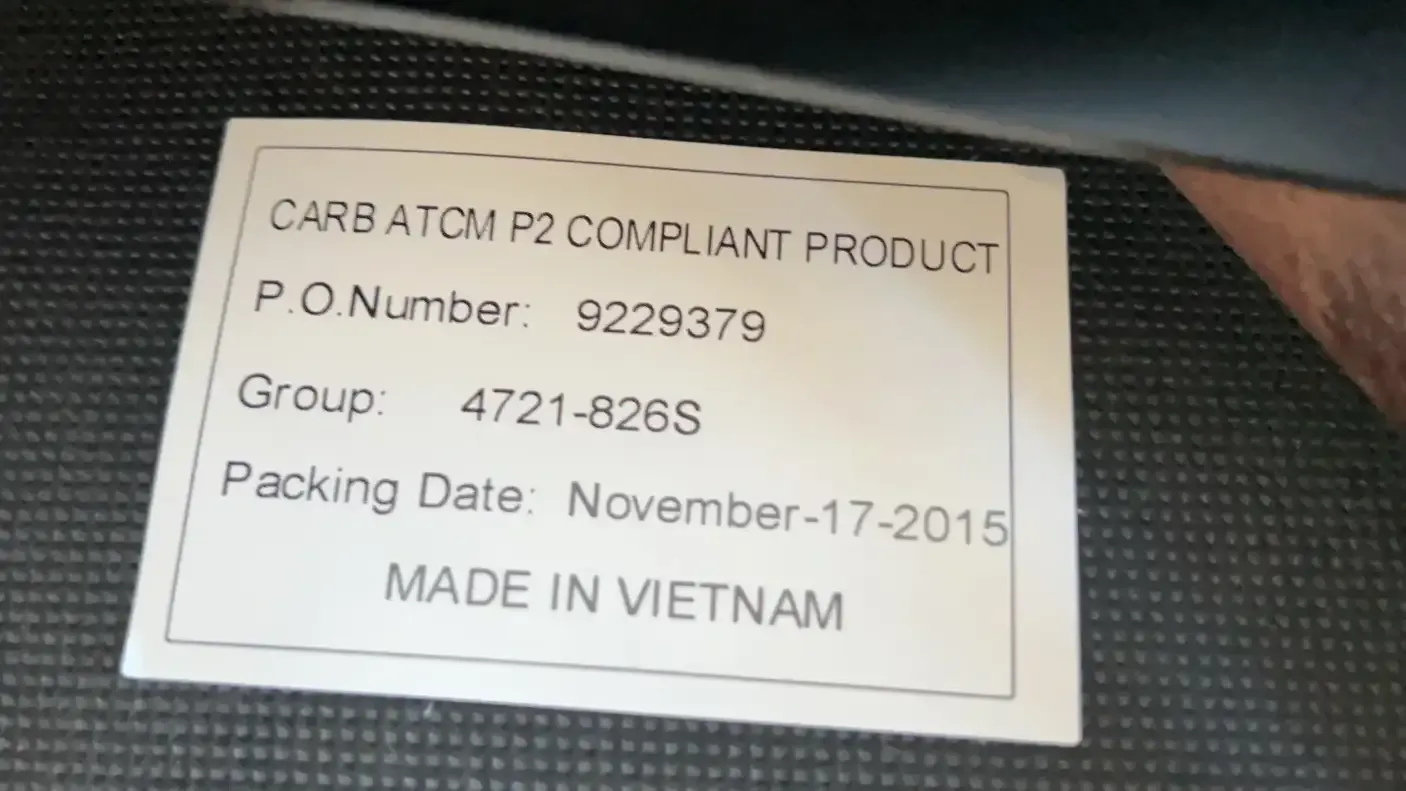 CARB ATCM P2 COMPLIANT PRODUCT
P.O.Number: 9229379
Group: 4721-826S
Packing Date: November-17-2015
MADE IN VIETNAM